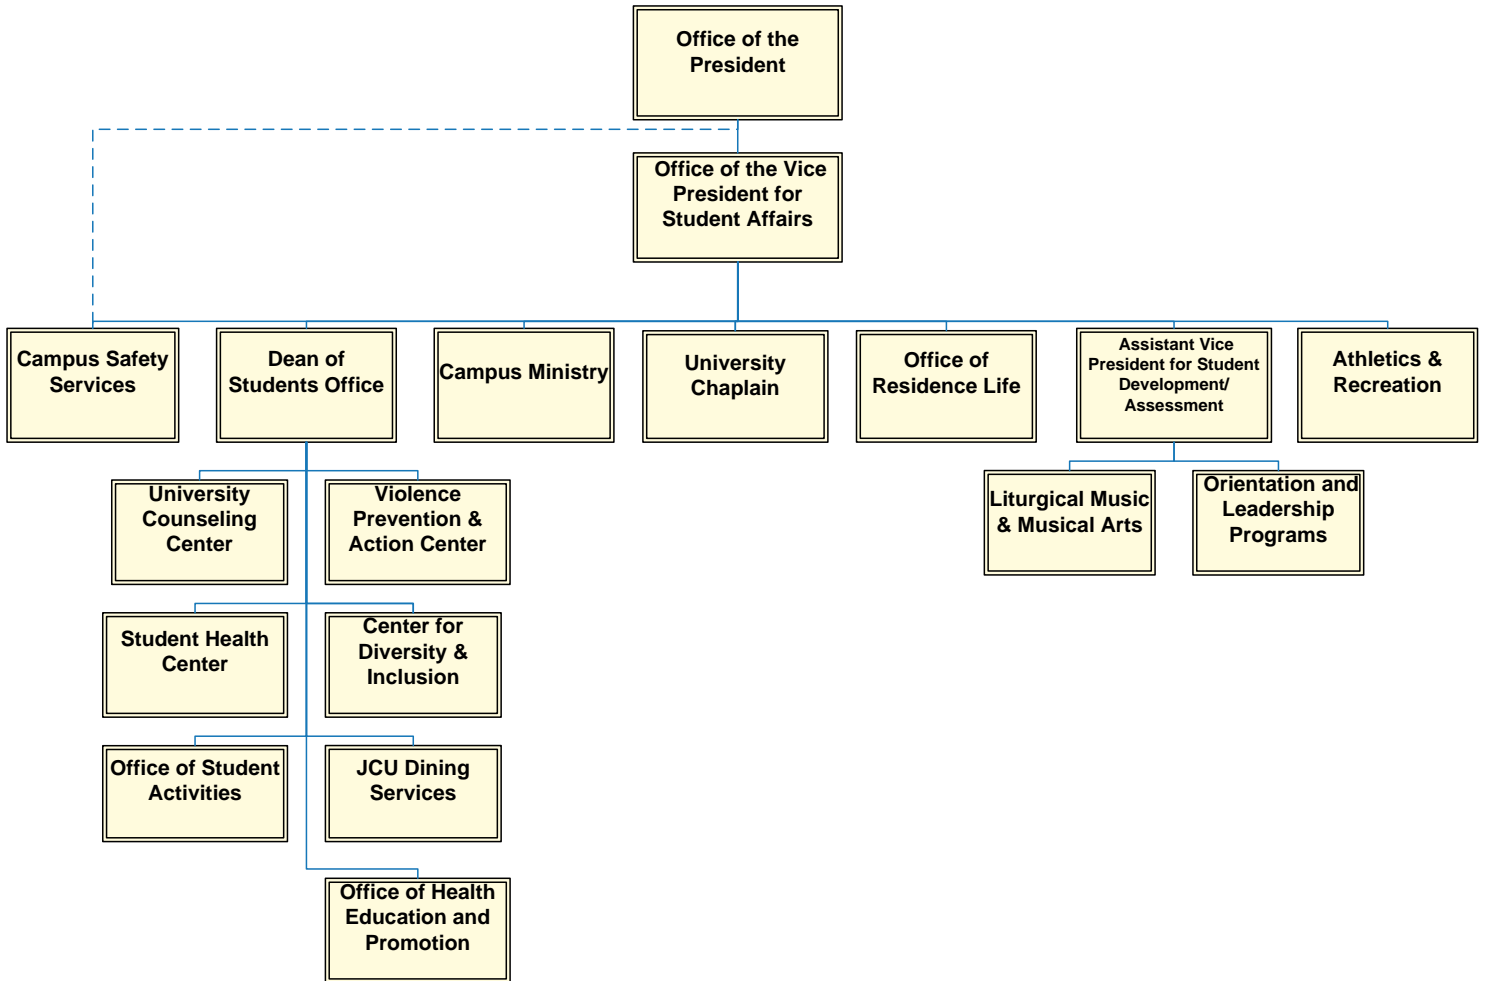 Office of the
President
Office of the Vice
President for
Student Affairs
Campus Safety
Services
Dean of
Students Office
Campus Ministry
University
Chaplain
Office of
Residence Life
Assistant Vice
President for Student
Development/
Assessment
Athletics &
Recreation
University
Counseling
Center
Violence
Prevention &
Action Center
Liturgical Music
& Musical Arts
Orientation and
Leadership
Programs
Student Health
Center
Center for
Diversity &
Inclusion
Office of Student
Activities
JCU Dining
Services
Office of Health
Education and
Promotion